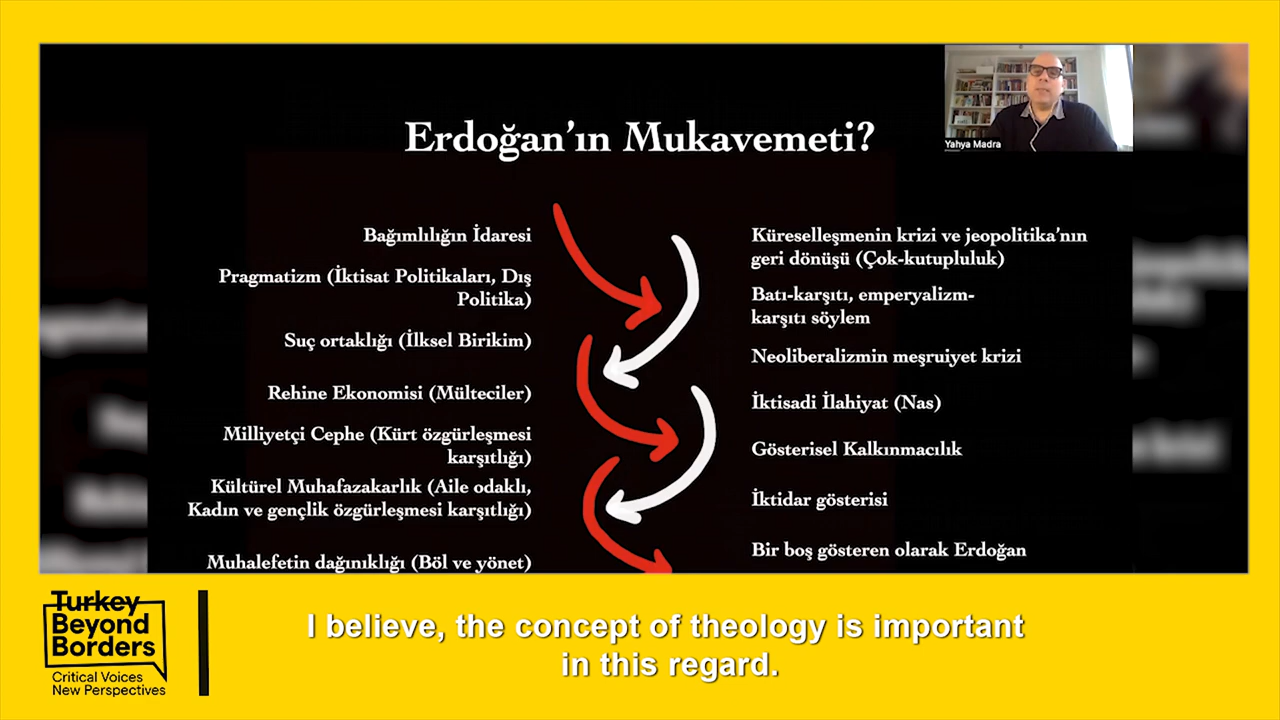 Erdoğan’ın Mukavemeti?
Yahya Madra
Bağımlılığın İdaresi
Pragmatizm (İktisat Politikaları, Dış
Politika)
Suç ortaklığı (İlksel Birikim)
Rehine Ekonomisi (Mülteciler)
Milliyetçi Cephe (Kürt özgürleşmesi
karşıtlığı)
Kültürel Muhafazakarlık (Aile odaklı,
Kadın ve gençlik özgürleşmesi karşıtlığı)
Muhalefetin dağınıklığı (Böl ve yönet)
Küreselleşmenin krizi ve jeopolitika’nın
geri dönüşü (Çok-kutupluluk)
Batı-karşıtı, emperyalizm-
karşıtı söylem
Neoliberalizmin meşruiyet krizi
İktisadi İlahiyat (Nas)
Gösterisel Kalkınmacılık
İktidar gösterisi
Bir boş gösteren olarak Erdoğan
Turkey
Beyond
Borders
Critical Voices
New Perspectives
I believe, the concept of theology is important
in this regard.